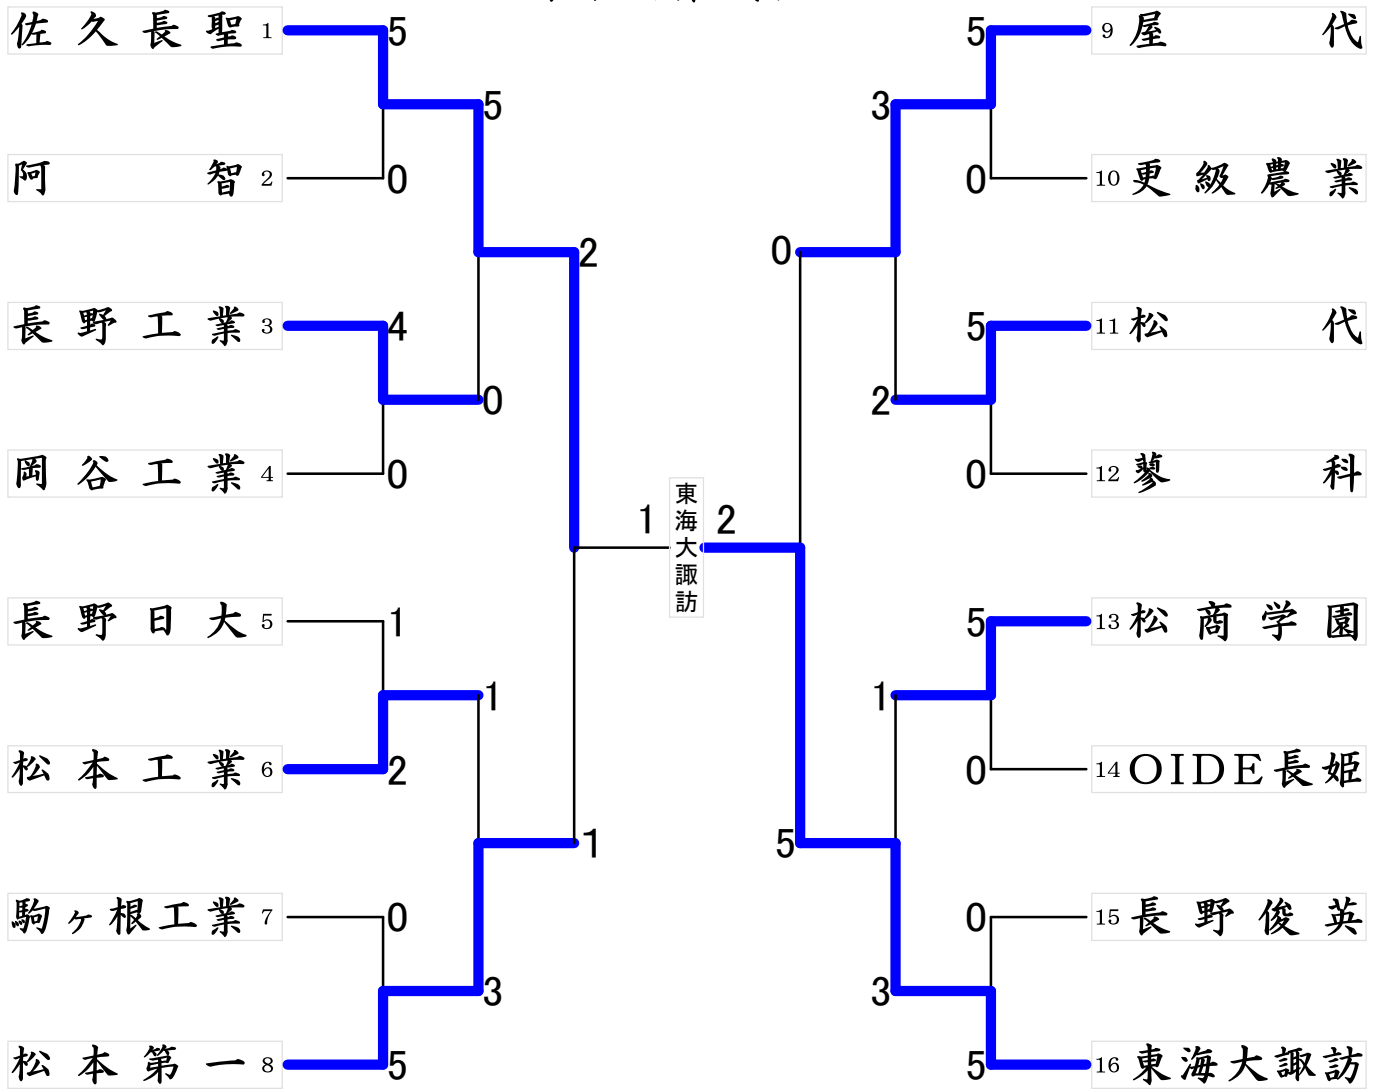 佐久長聖 1 5
5
阿智 2 0
2
長野工業 3 4
0
岡谷工業 4 0
1
長野日大 5 1
1
松本工業 6 2
1
駒ヶ根工業 7 0
3
松本第一 8 5
東海大諏訪
2
5 9 屋代
3
0 10 更級農業
0
5 11 松代
2
0 12 蓼科
5 13 松商学園
1
0 14 OIDE長姫
5
0 15 長野俊英
3
5 16 東海大諏訪